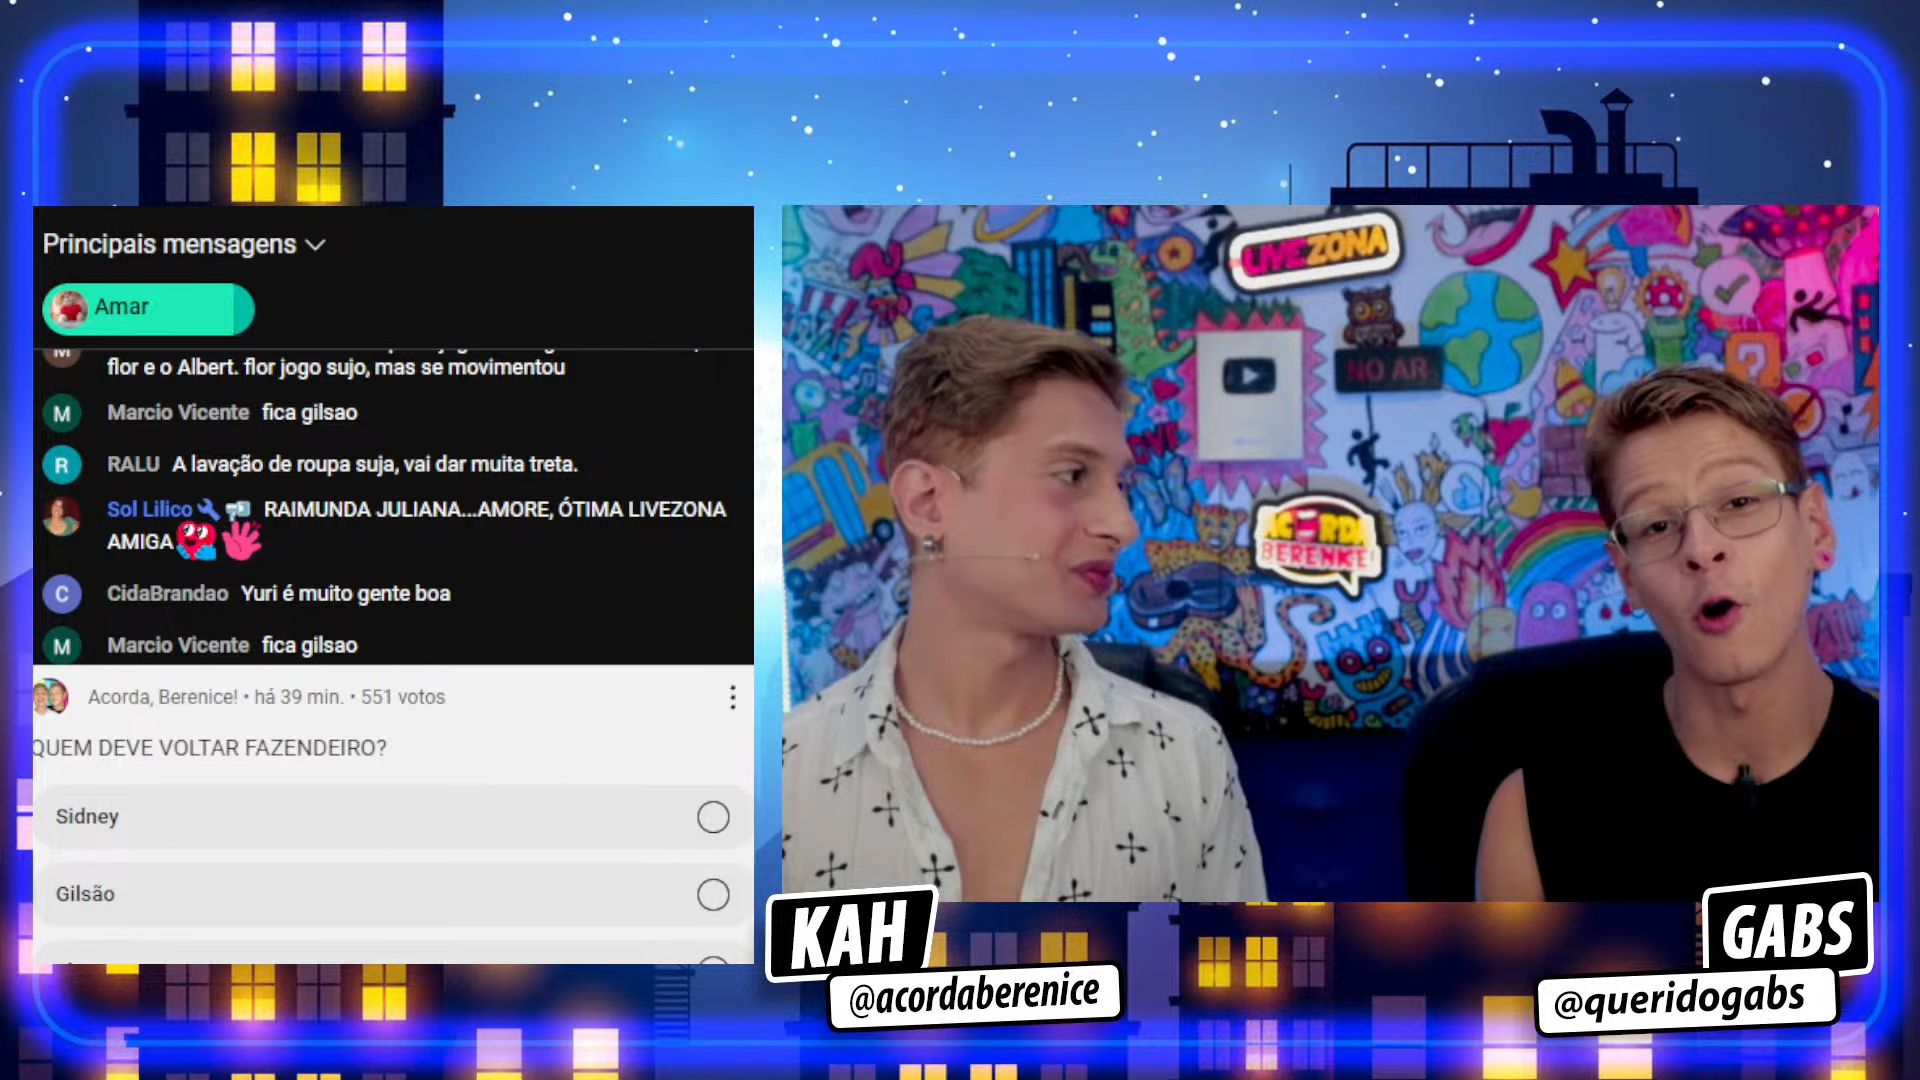 Principais mensagens
Amar
flor e o Albert. flor jogo sujo, mas se movimentou
M Marcio Vicente fica gilsao
R RALU A lavação de roupa suja, vai dar muita treta.
Sol Lilico RAIMUNDA JULIANA...AMORE, ÓTIMA LIVEZONA
AMIGA
C CidaBrandao Yuri é muito gente boa
M Marcio Vicente fica gilsao
Acorda, Berenice! • há 39 min. • 551 votos
QUEM DEVE VOLTAR FAZENDEIRO?
Sidney
Gilsão
LIVEZONA
NO AR
ACORDA
BERENICE!
KAH
@acordaberenice
GABS
@queridogabs